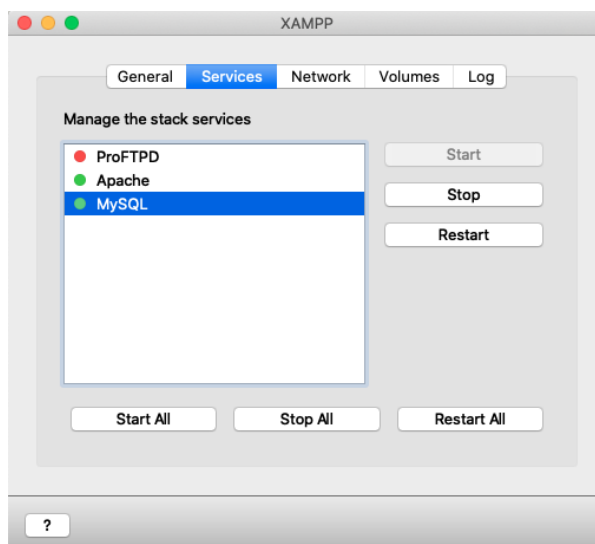 XAMPP
General Services Network Volumes Log
Manage the stack services
ProFTPD
Apache
MySQL
Start
Stop
Restart
Start All Stop All Restart All
?